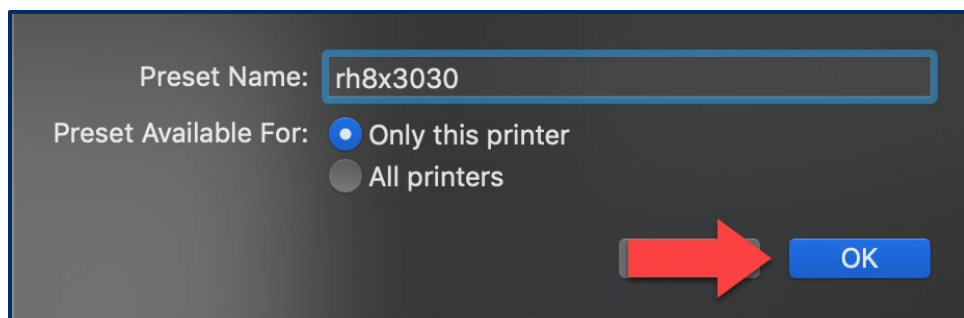 Preset Name: rh8x3030
Preset Available For: Only this printer
All printers
OK